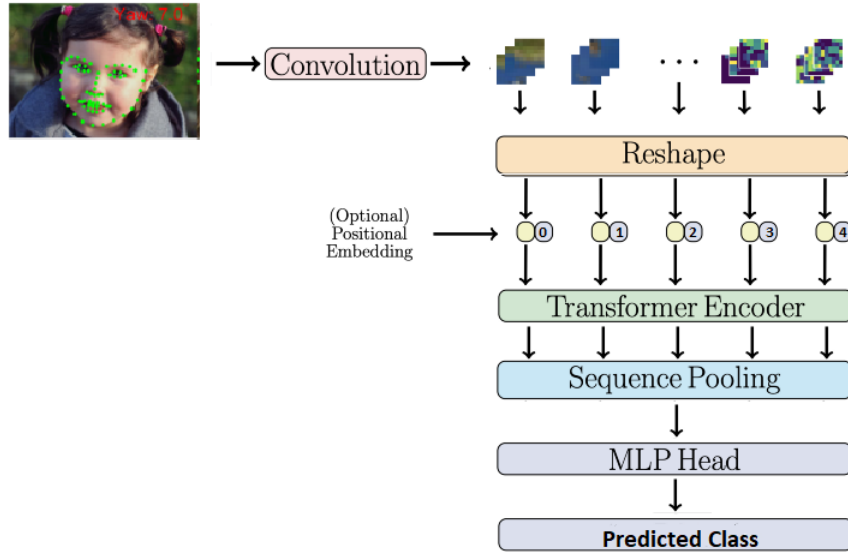 Yaw: 7.0
Convolution
Reshape
(Optional)
Positional
Embedding
0 1 2 3 4
Transformer Encoder
Sequence Pooling
MLP Head
Predicted Class